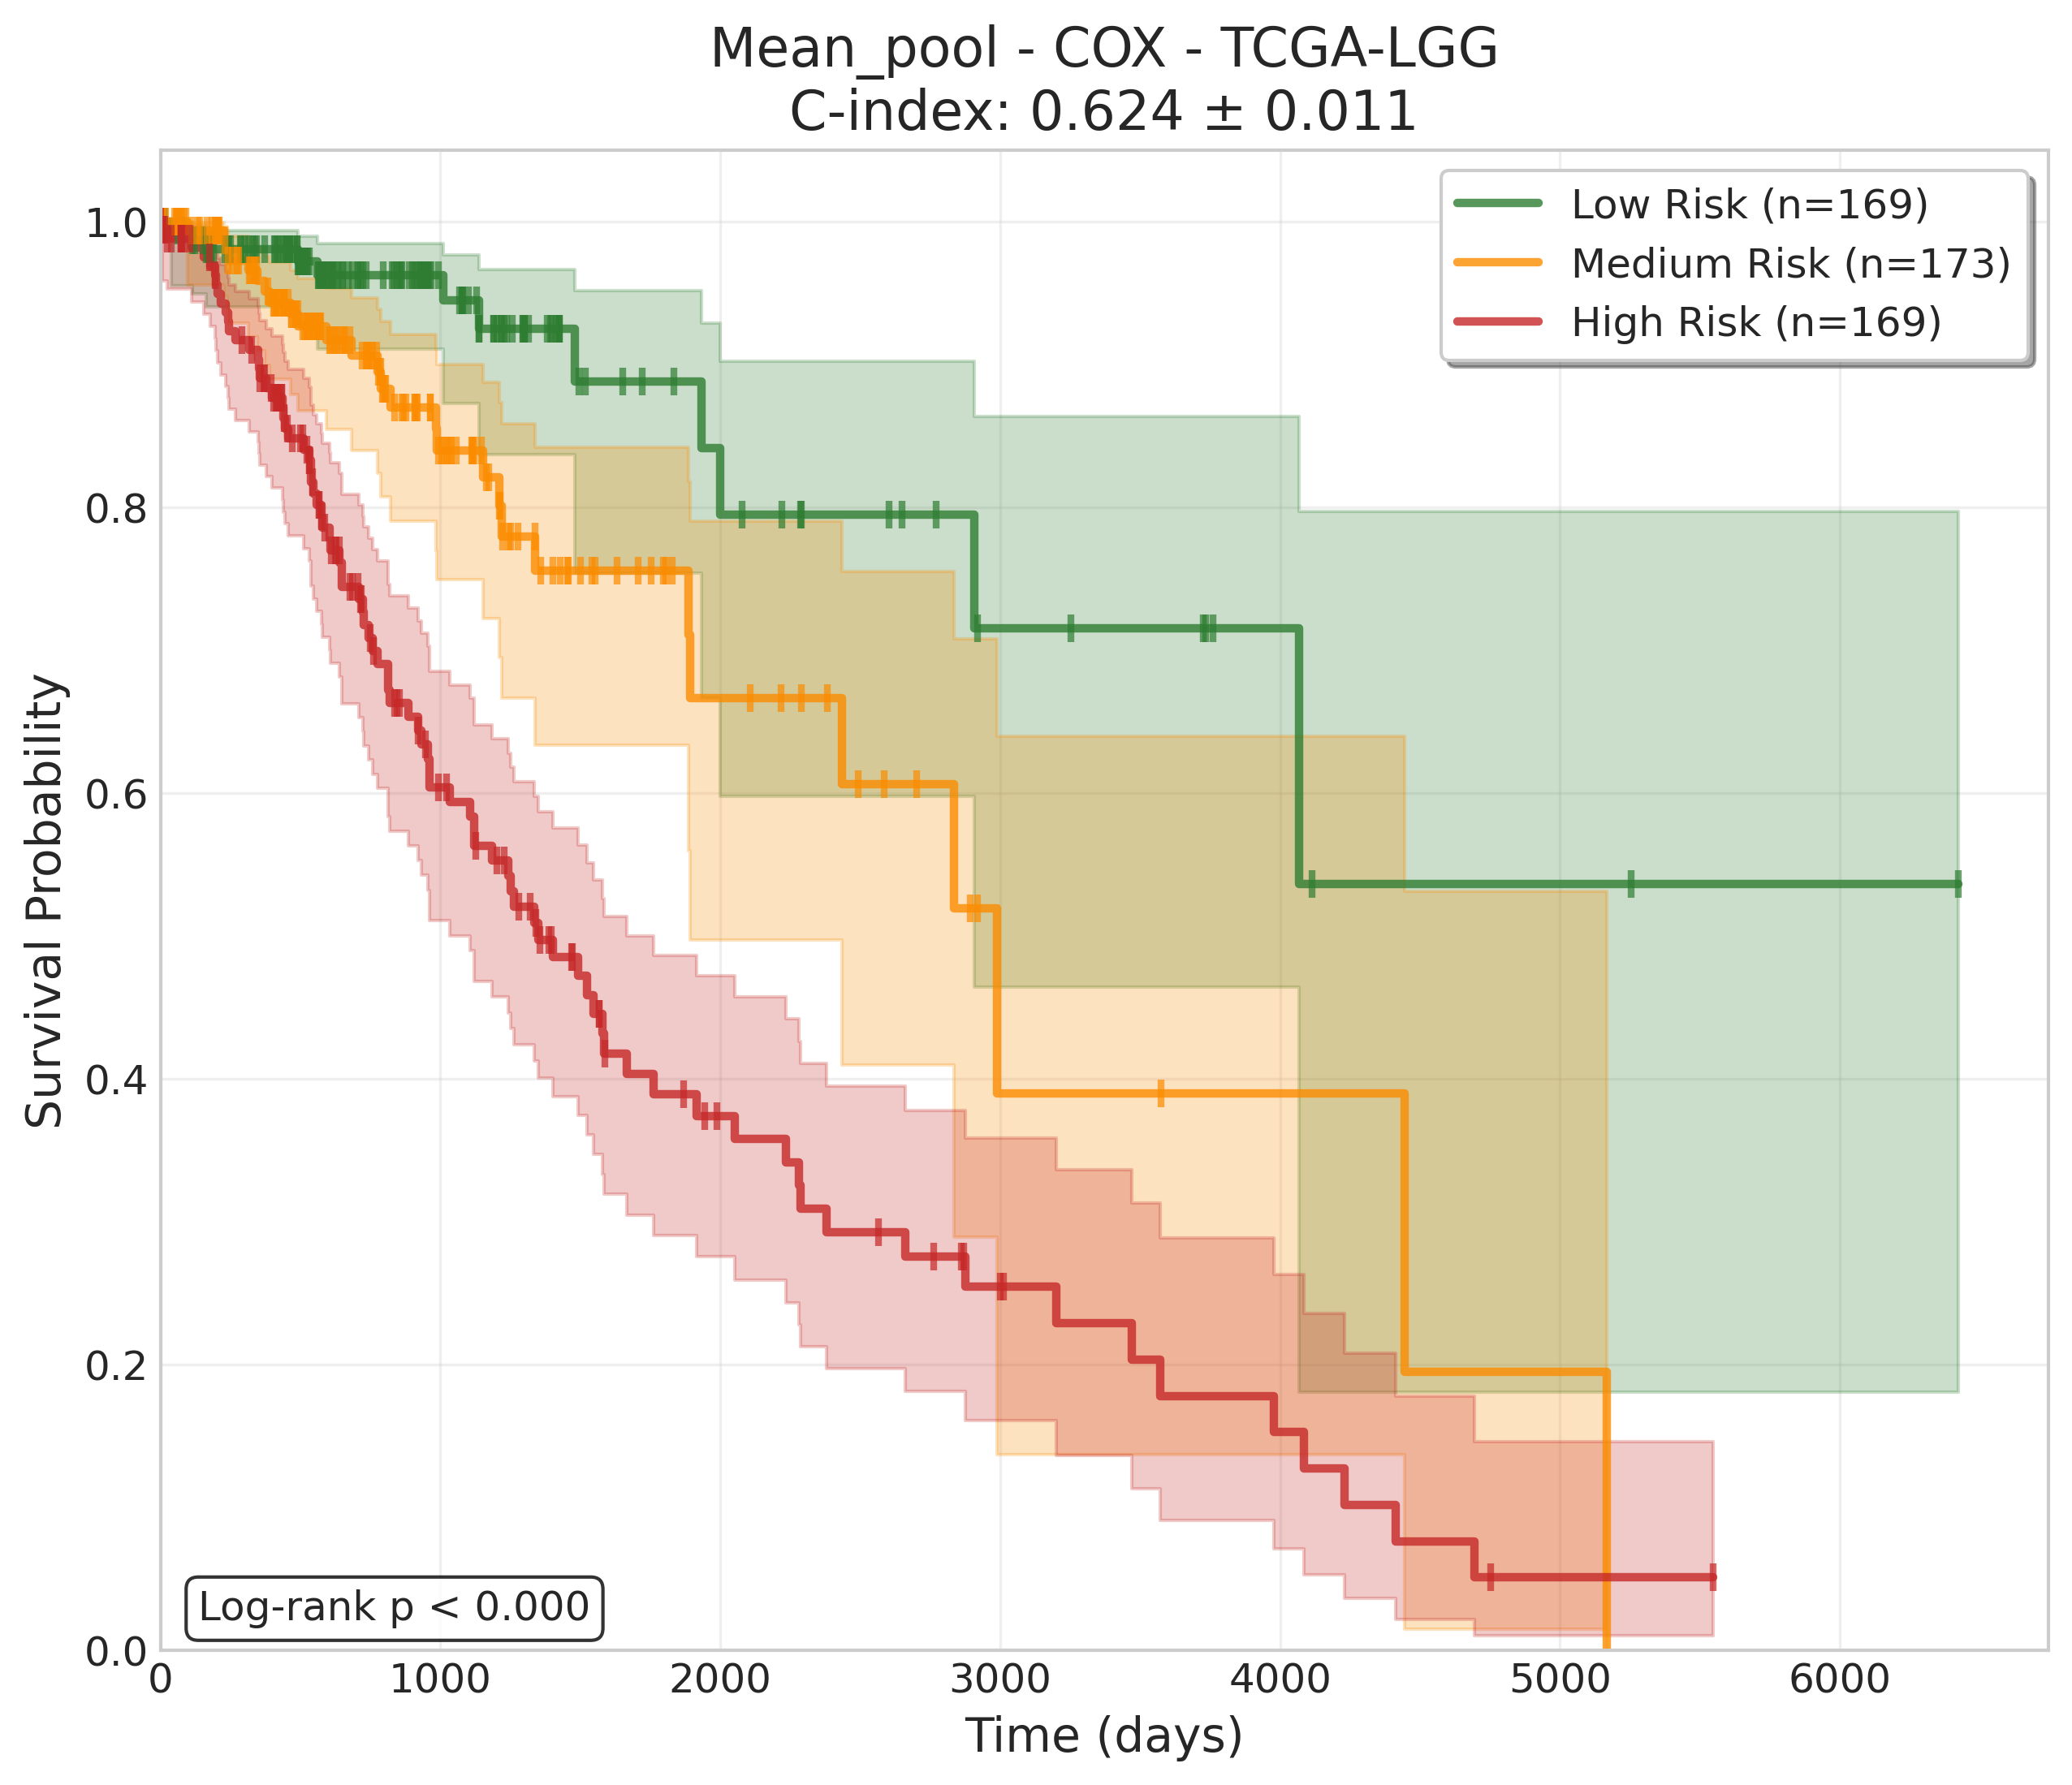 Mean_pool - COX - TCGA-LGG
C-index: 0.624 ± 0.011
Low Risk (n=169)
Medium Risk (n=173)
High Risk (n=169)
Survival Probability
1.0
0.8
0.6
0.4
0.2
0.0
Log-rank p < 0.000
0 1000 2000 3000 4000 5000 6000
Time (days)